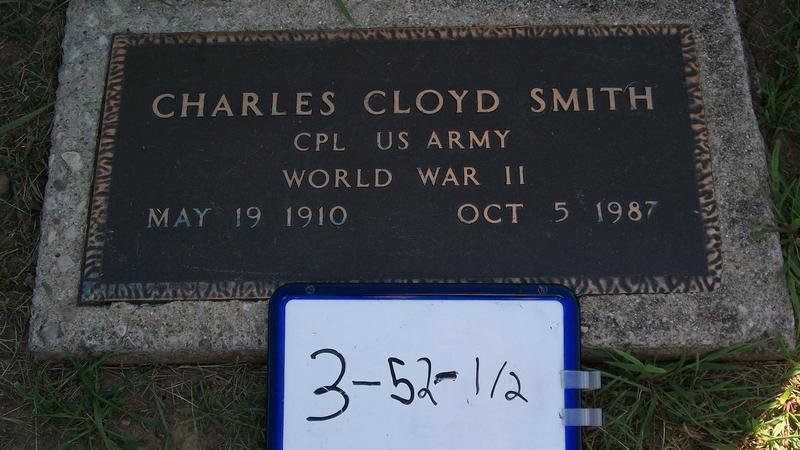 CHARLES CLOYD SMITH
CPL US ARMY
WORLD WAR II
MAY 19 1910 OCT 5 1987
3-52-1/2